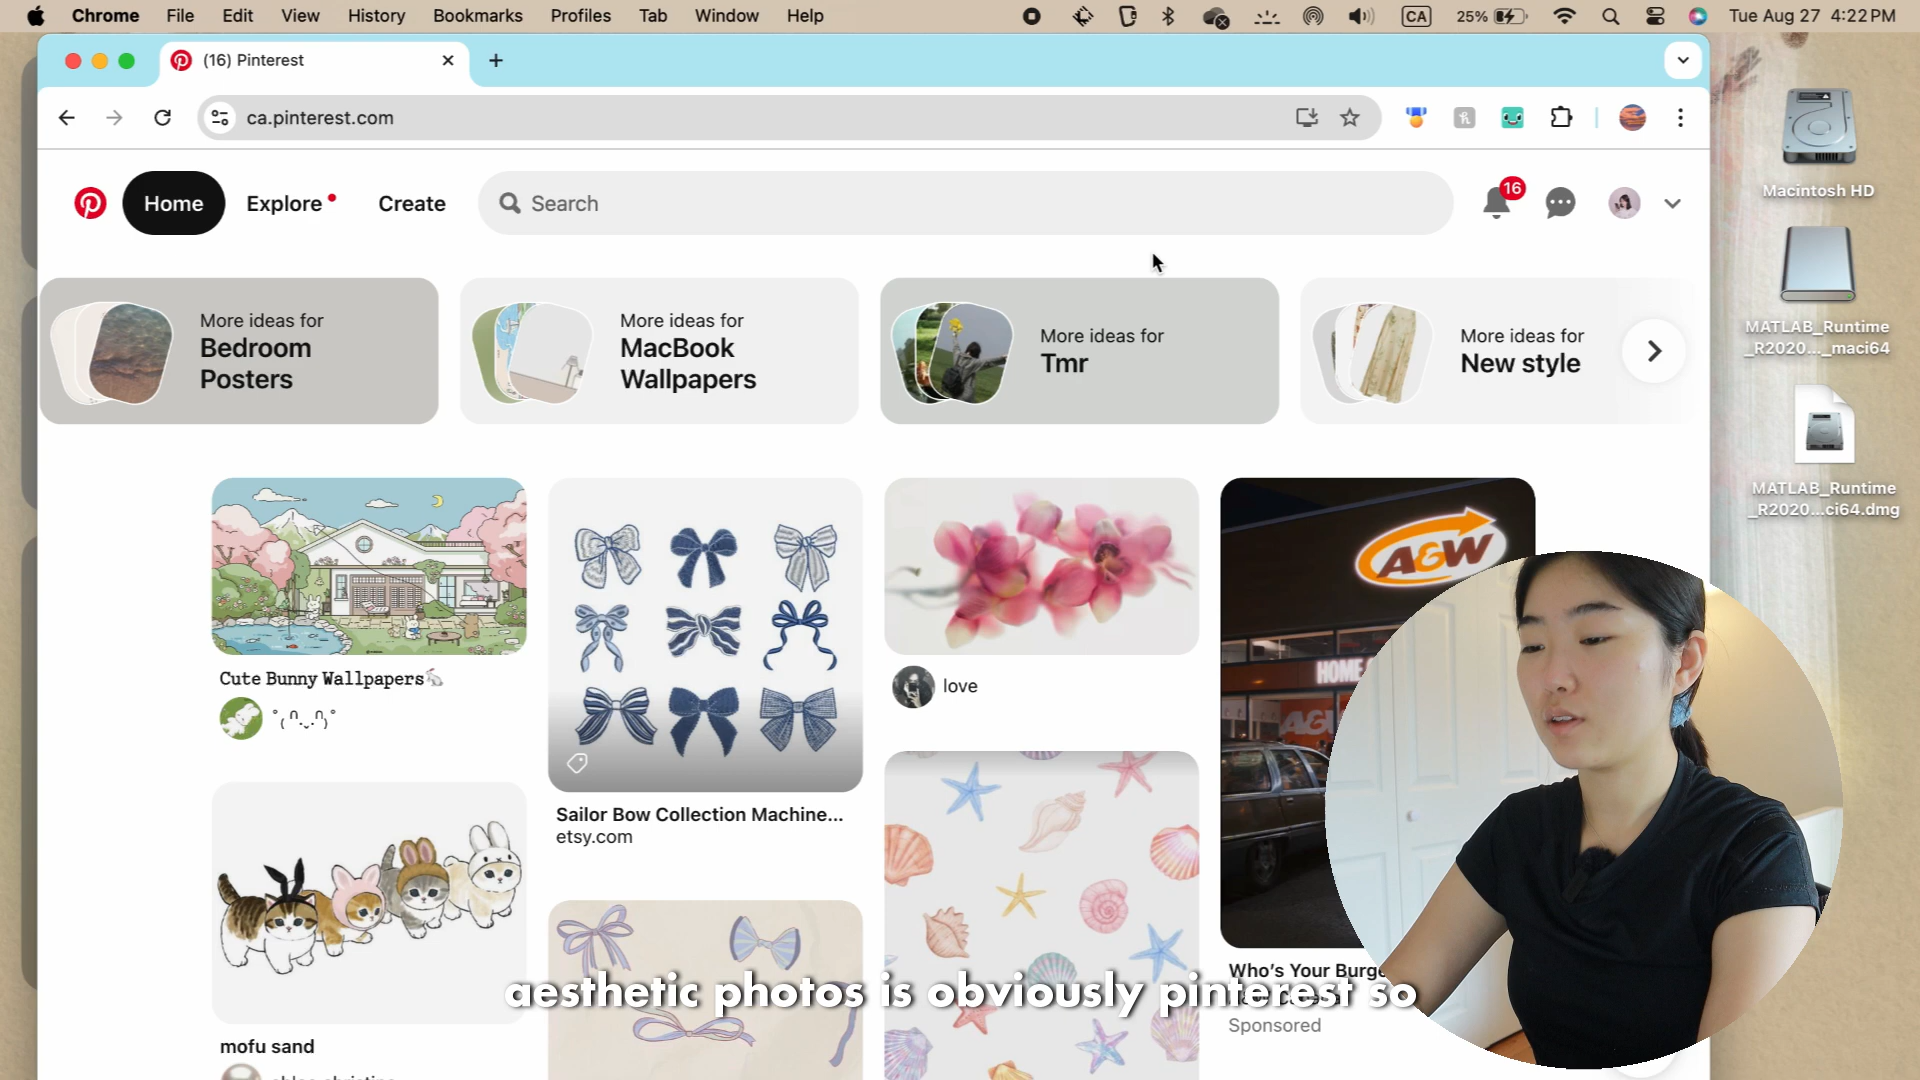 Chrome File Edit View History Bookmarks Profiles Tab Window Help CA 25% Tue Aug 27 4:22 PM
(16) Pinterest
ca.pinterest.com
Home Explore Create Search 16
More ideas for
Bedroom
Posters
More ideas for
MacBook
Wallpapers
More ideas for
Tmr
More ideas for
New style
Macintosh HD
MATLAB_Runtime
_R2020..._maci64
MATLAB_Runtime
_R2020...ci64.dmg
Cute Bunny Wallpapers
Sailor Bow Collection Machine...
etsy.com
love
A&W
HOME
A&W
Who's Your Burge
Sponsored
mofu sand
aesthetic photos is obviously pinterest so